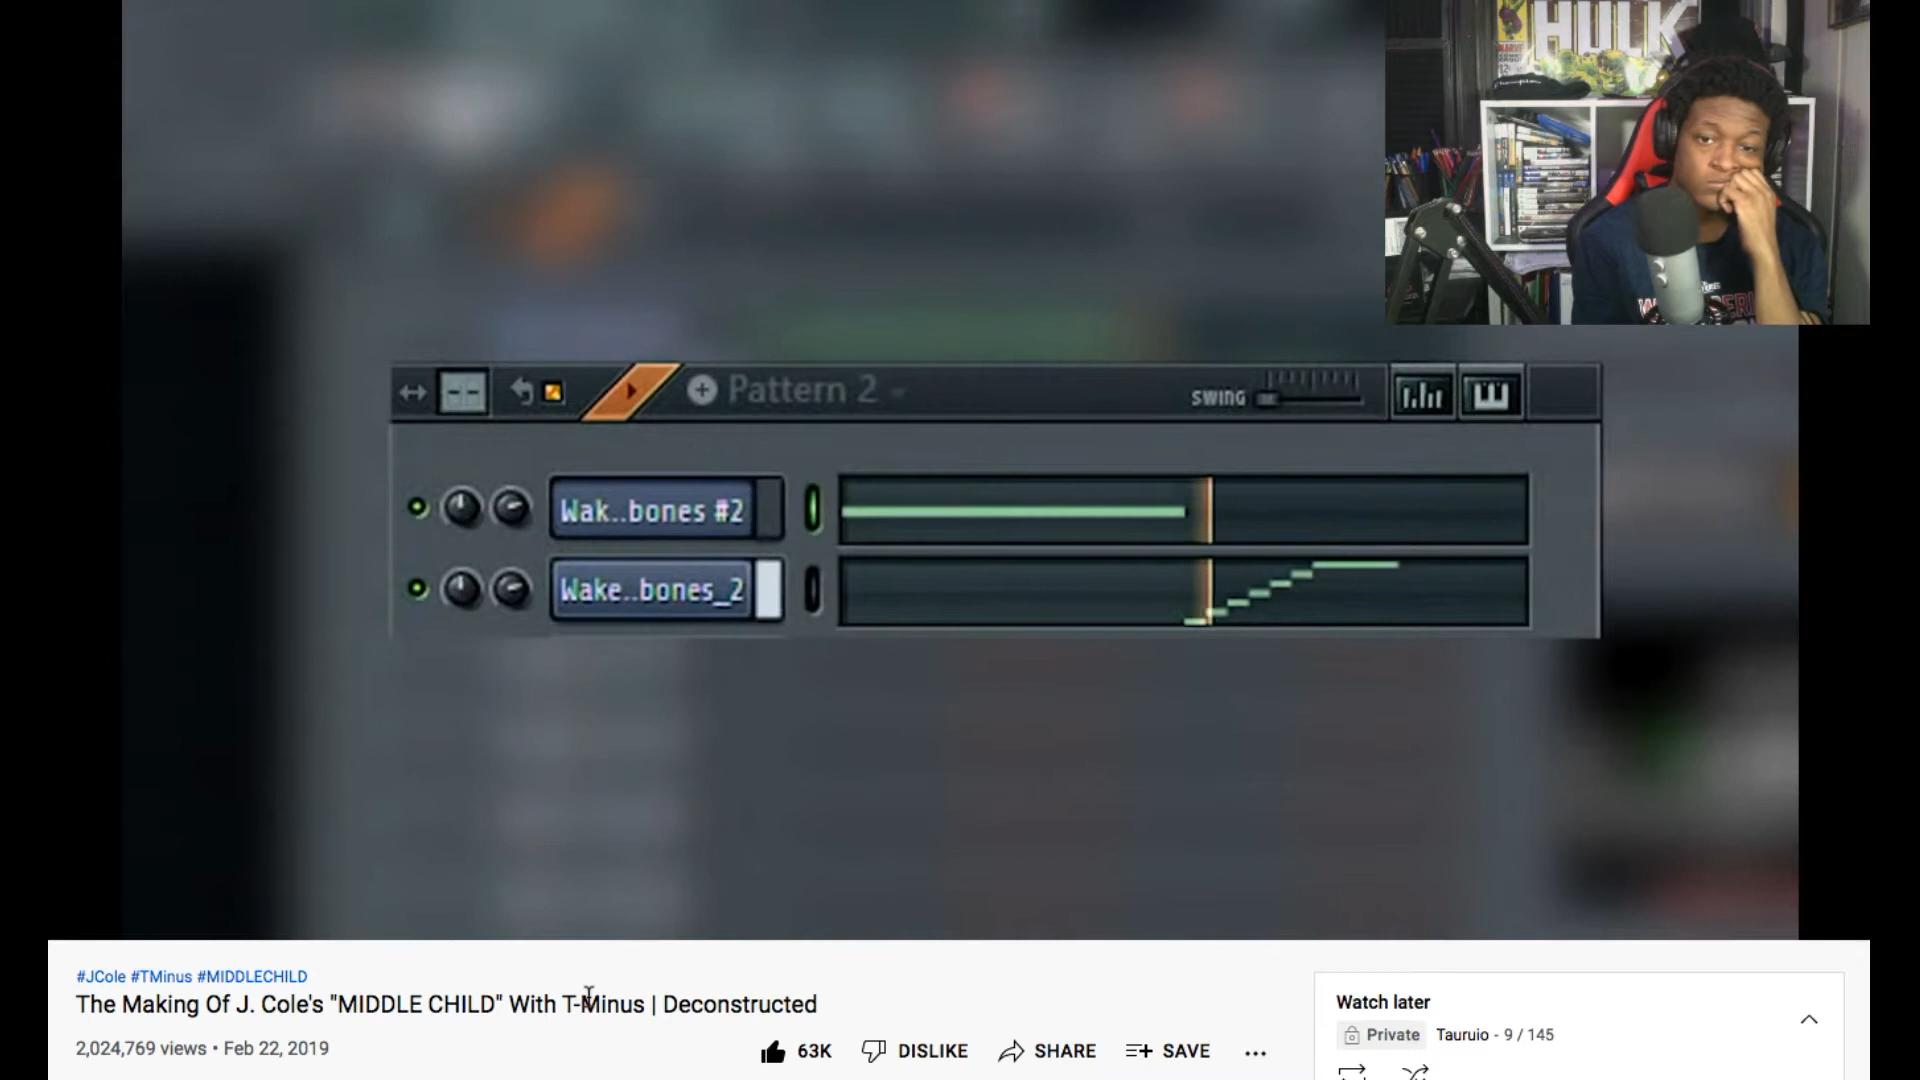 HULK
Pattern 2
SWING
Wak..bones #2
Wake..bones_2
#JCole #TMinus #MIDDLECHILD
The Making Of J. Cole's "MIDDLE CHILD" With T-Minus | Deconstructed
2,024,769 views • Feb 22, 2019
63K
DISLIKE
SHARE
SAVE
Watch later
Private
Tauruio - 9 / 145